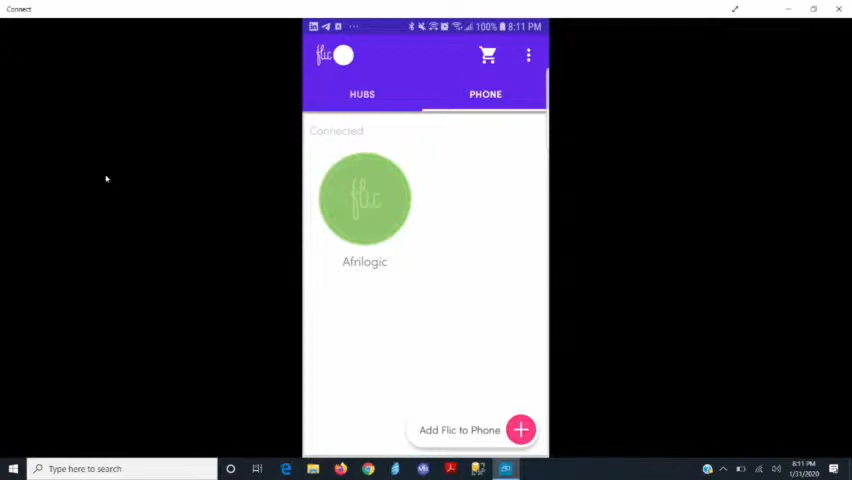 Connect
100% 8:11 PM
flic
HUBS
PHONE
Connected
flic
Afrilogic
Add Flic to Phone
Type here to search
8:11 PM
1/31/2020